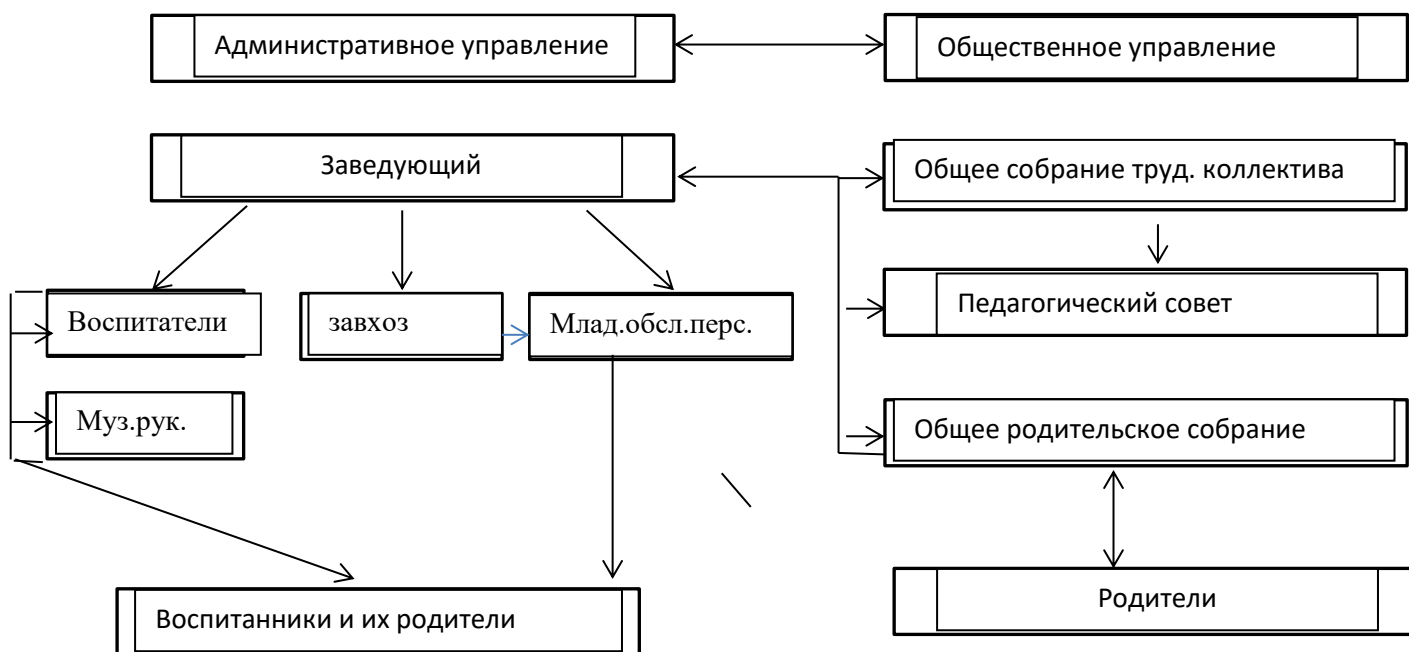 Административное управление
Общественное управление
Заведующий
Общее собрание труд. коллектива
Воспитатели
завхоз
Млад.обсл.перс.
Педагогический совет
Муз.рук.
Общее родительское собрание
Воспитанники и их родители
Родители